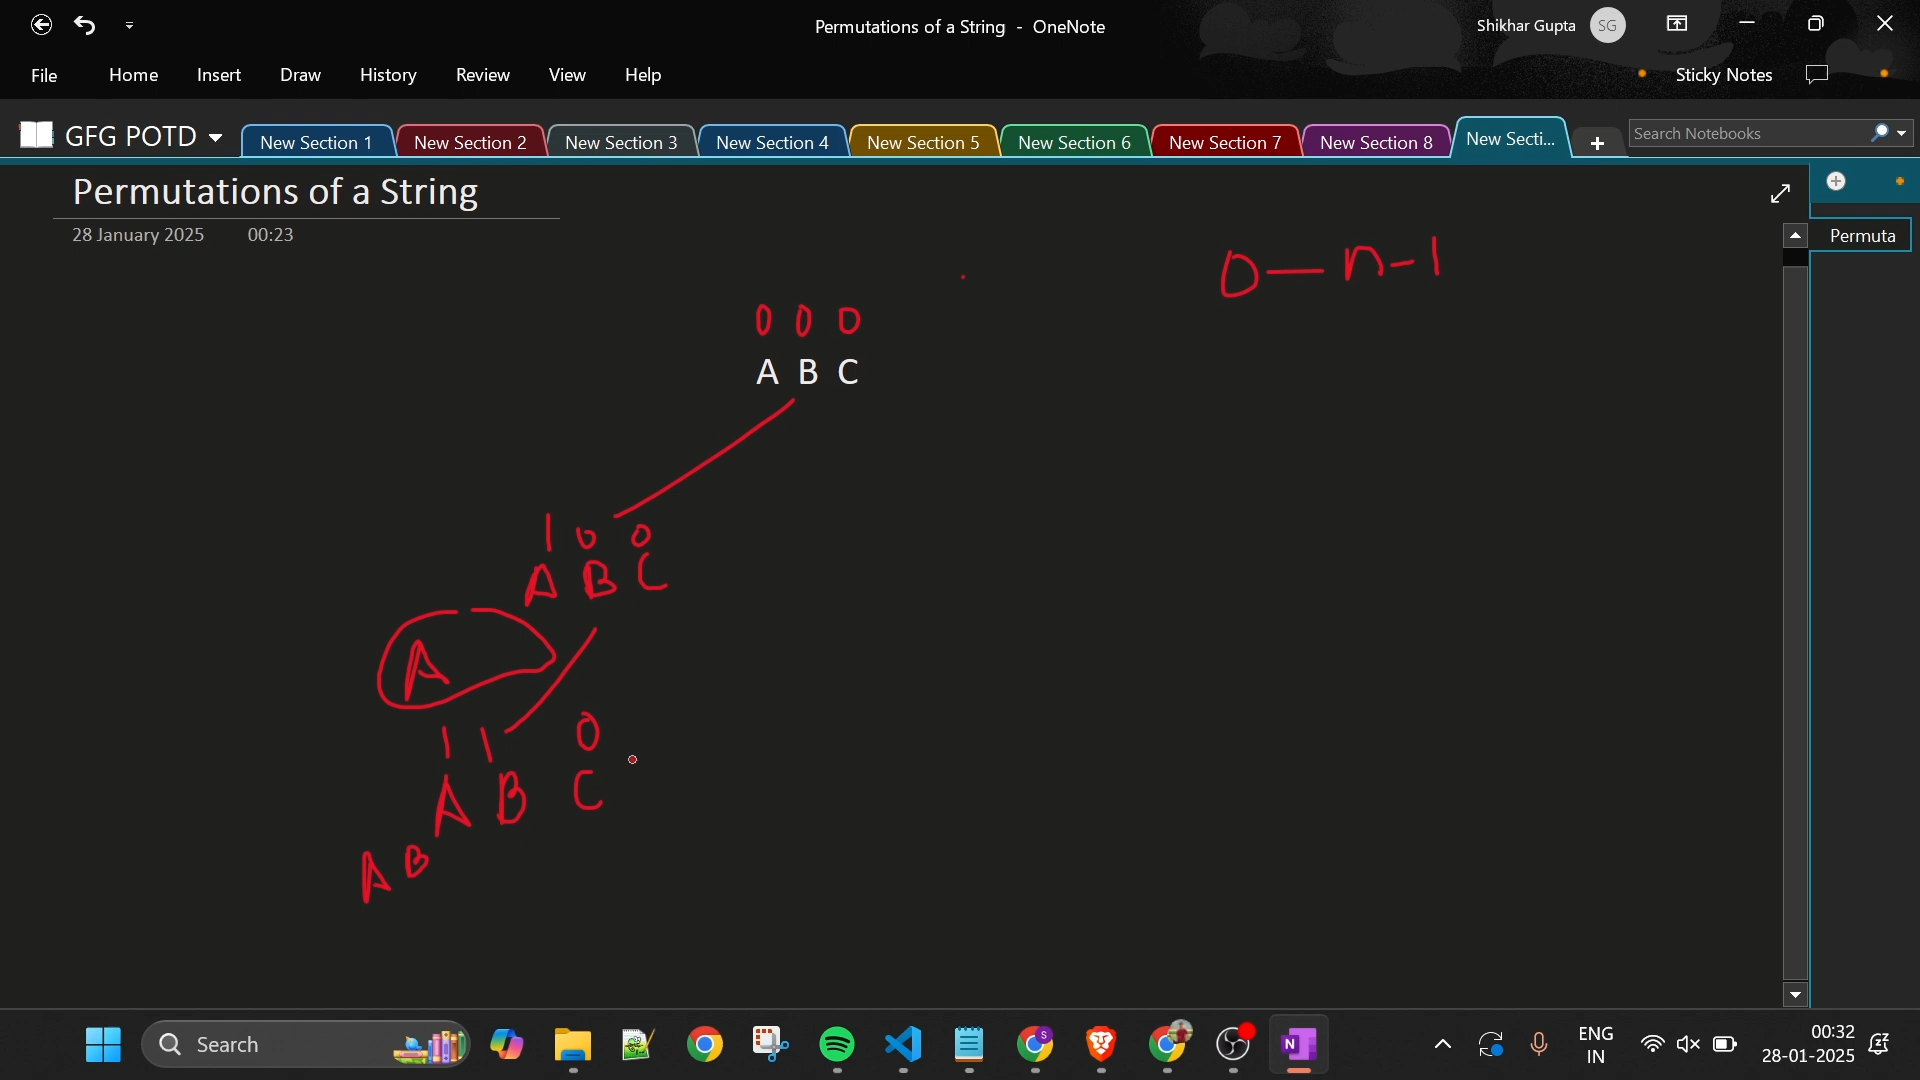 Permutations of a String - OneNote
Shikhar Gupta SG
File Home Insert Draw History Review View Help
Sticky Notes
GFG POTD
New Section 1 New Section 2 New Section 3 New Section 4 New Section 5 New Section 6 New Section 7 New Section 8 New Secti... +
Search Notebooks
Permutations of a String
28 January 2025 00:23
Permuta
0 — n-1
0 0 0
A B C
1 0 0
A B C
A
1 1 0
A B C
A B
Search
ENG
IN
00:32
28-01-2025